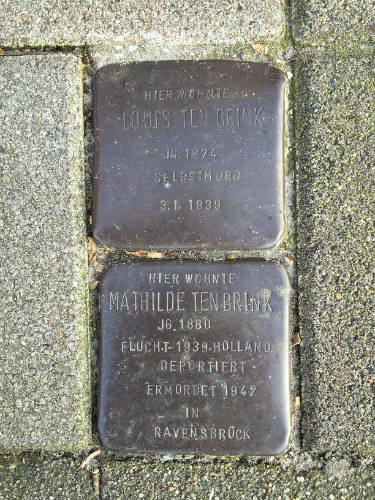 HIER WOHNTE
LOUIS TEN BRINK
JG. 1874
SELBSTMORD
3.1. 1939
HIER WOHNTE
MATHILDE TEN BRINK
JG. 1880
FLUCHT 1939 HOLLAND
DEPORTIERT
ERMORDET 1942
IN
RAVENSBRÜCK